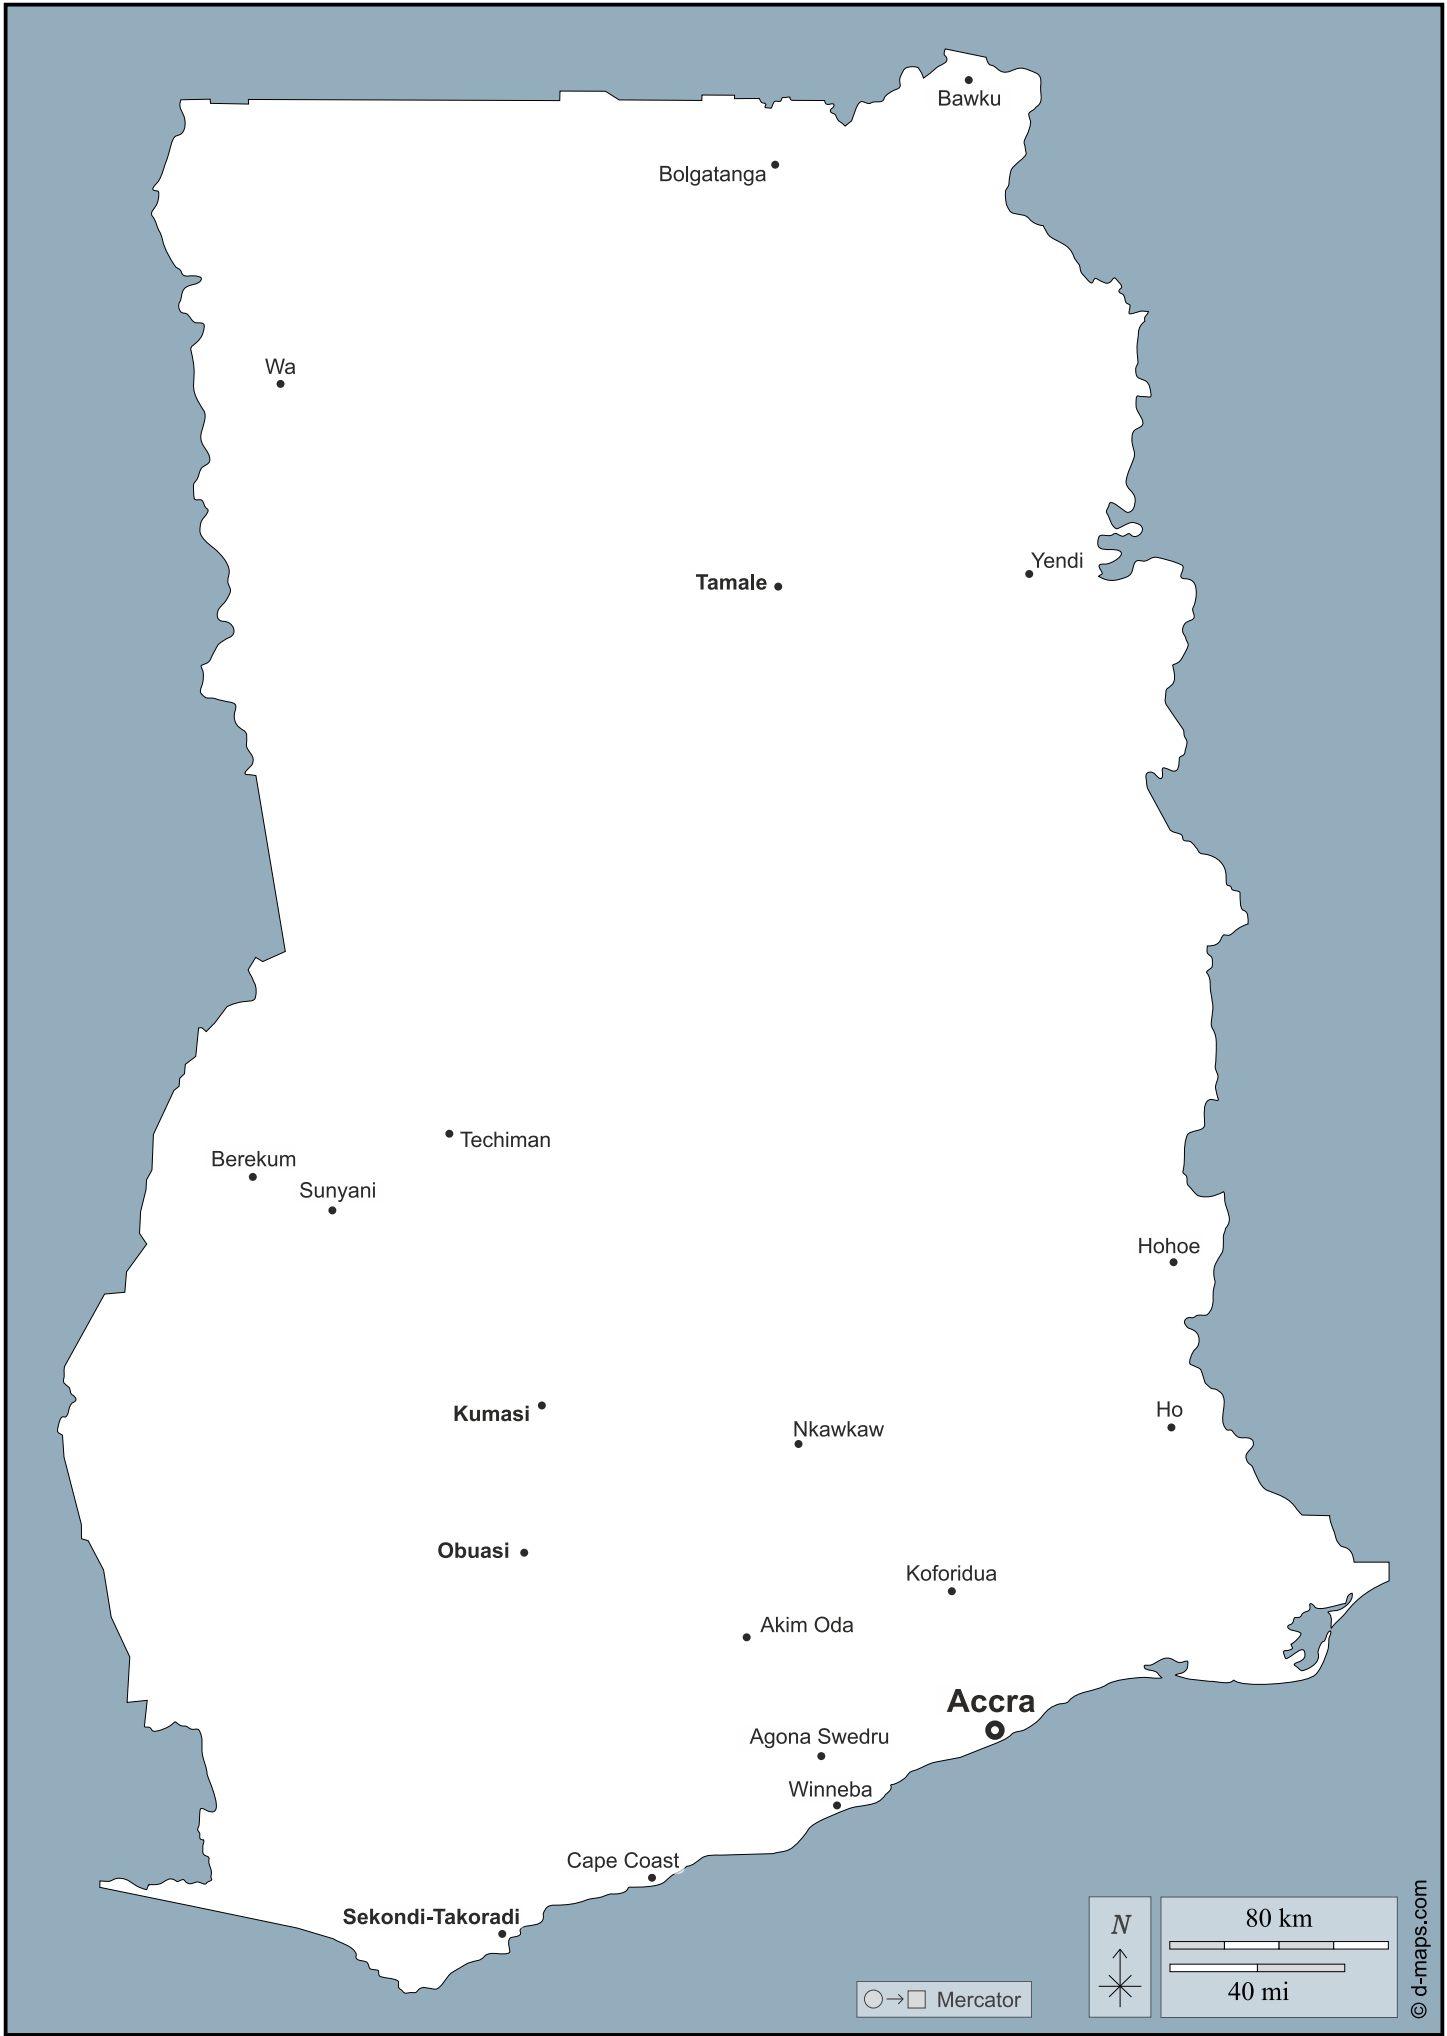 Bawku
Bolgatanga
Wa
Yendi
Tamale
Techiman
Berekum
Sunyani
Hohoe
Kumasi
Ho
Nkawkaw
Obuasi
Koforidua
Akim Oda
Accra
Agona Swedru
Winneba
Cape Coast
Sekondi-Takoradi
N
80 km
40 mi
Mercator
© d-maps.com